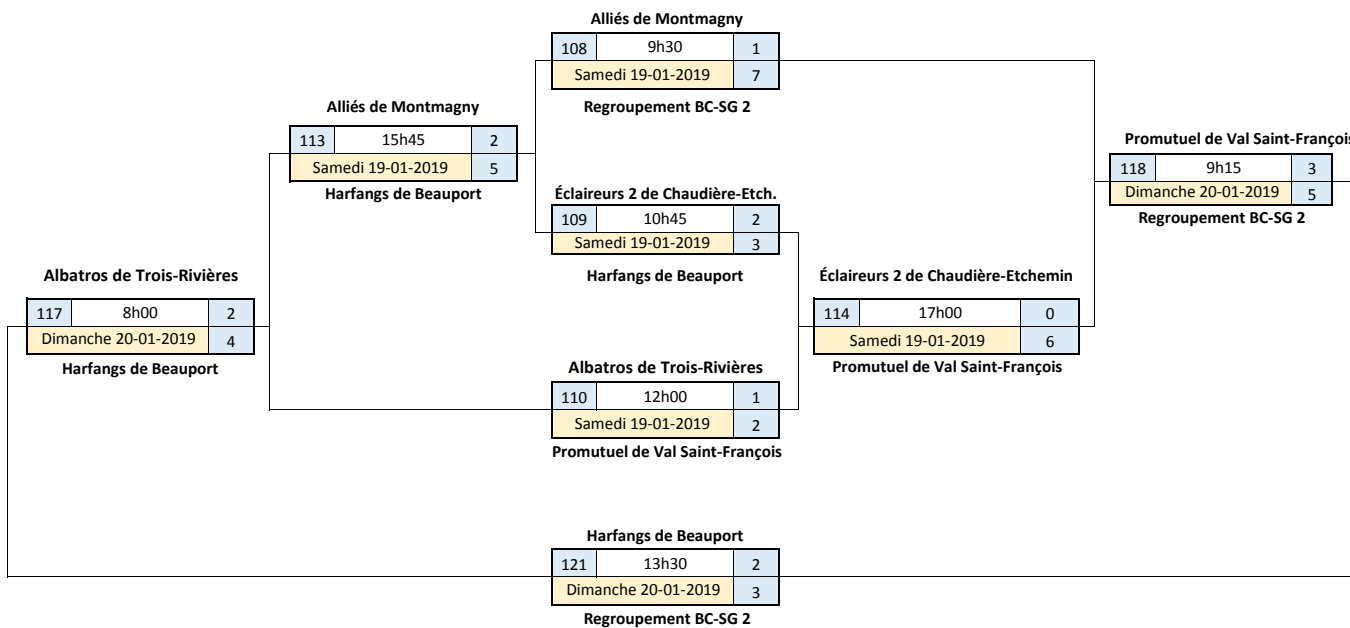 Alliés de Montmagny
108 9h30 1
Samedi 19-01-2019 7
Regroupement BC-SG 2
Alliés de Montmagny
113 15h45 2
Samedi 19-01-2019 5
Harfangs de Beauport
Promutuel de Val Saint-François
118 9h15 3
Dimanche 20-01-2019 5
Regroupement BC-SG 2
Éclaireurs 2 de Chaudière-Etch.
109 10h45 2
Samedi 19-01-2019 3
Harfangs de Beauport
Albatros de Trois-Rivières
117 8h00 2
Dimanche 20-01-2019 4
Harfangs de Beauport
Éclaireurs 2 de Chaudière-Etchemin
114 17h00 0
Samedi 19-01-2019 6
Promutuel de Val Saint-François
Albatros de Trois-Rivières
110 12h00 1
Samedi 19-01-2019 2
Promutuel de Val Saint-François
Harfangs de Beauport
121 13h30 2
Dimanche 20-01-2019 3
Regroupement BC-SG 2